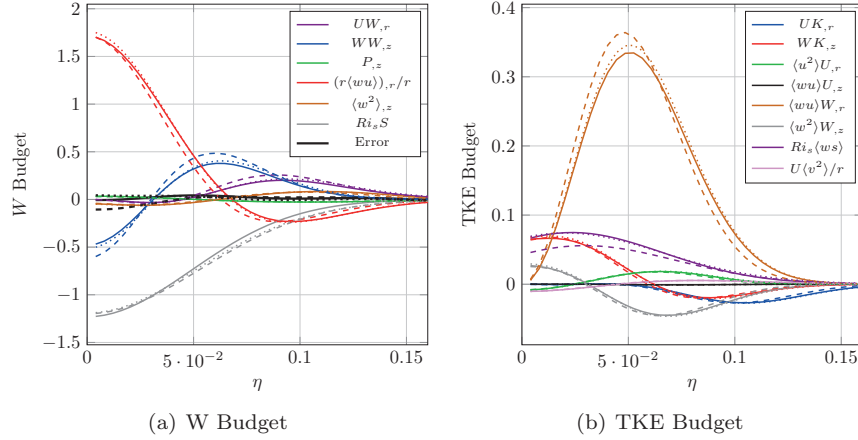 2
1.5
1
0.5
0
−0.5
−1
−1.5
0
5 · 10⁻²
0.1
0.15
W Budget
η
UW,r
WW,z
P,z
(r⟨wu⟩),r/r
⟨w²⟩,z
Ri_sS
Error
(a) W Budget
0.4
0.3
0.2
0.1
0
0
5 · 10⁻²
0.1
0.15
TKE Budget
η
UK,r
WK,z
⟨u²⟩U,r
⟨wu⟩U,z
⟨wu⟩W,r
⟨w²⟩W,z
Ri_s⟨ws⟩
U⟨v²⟩/r
(b) TKE Budget